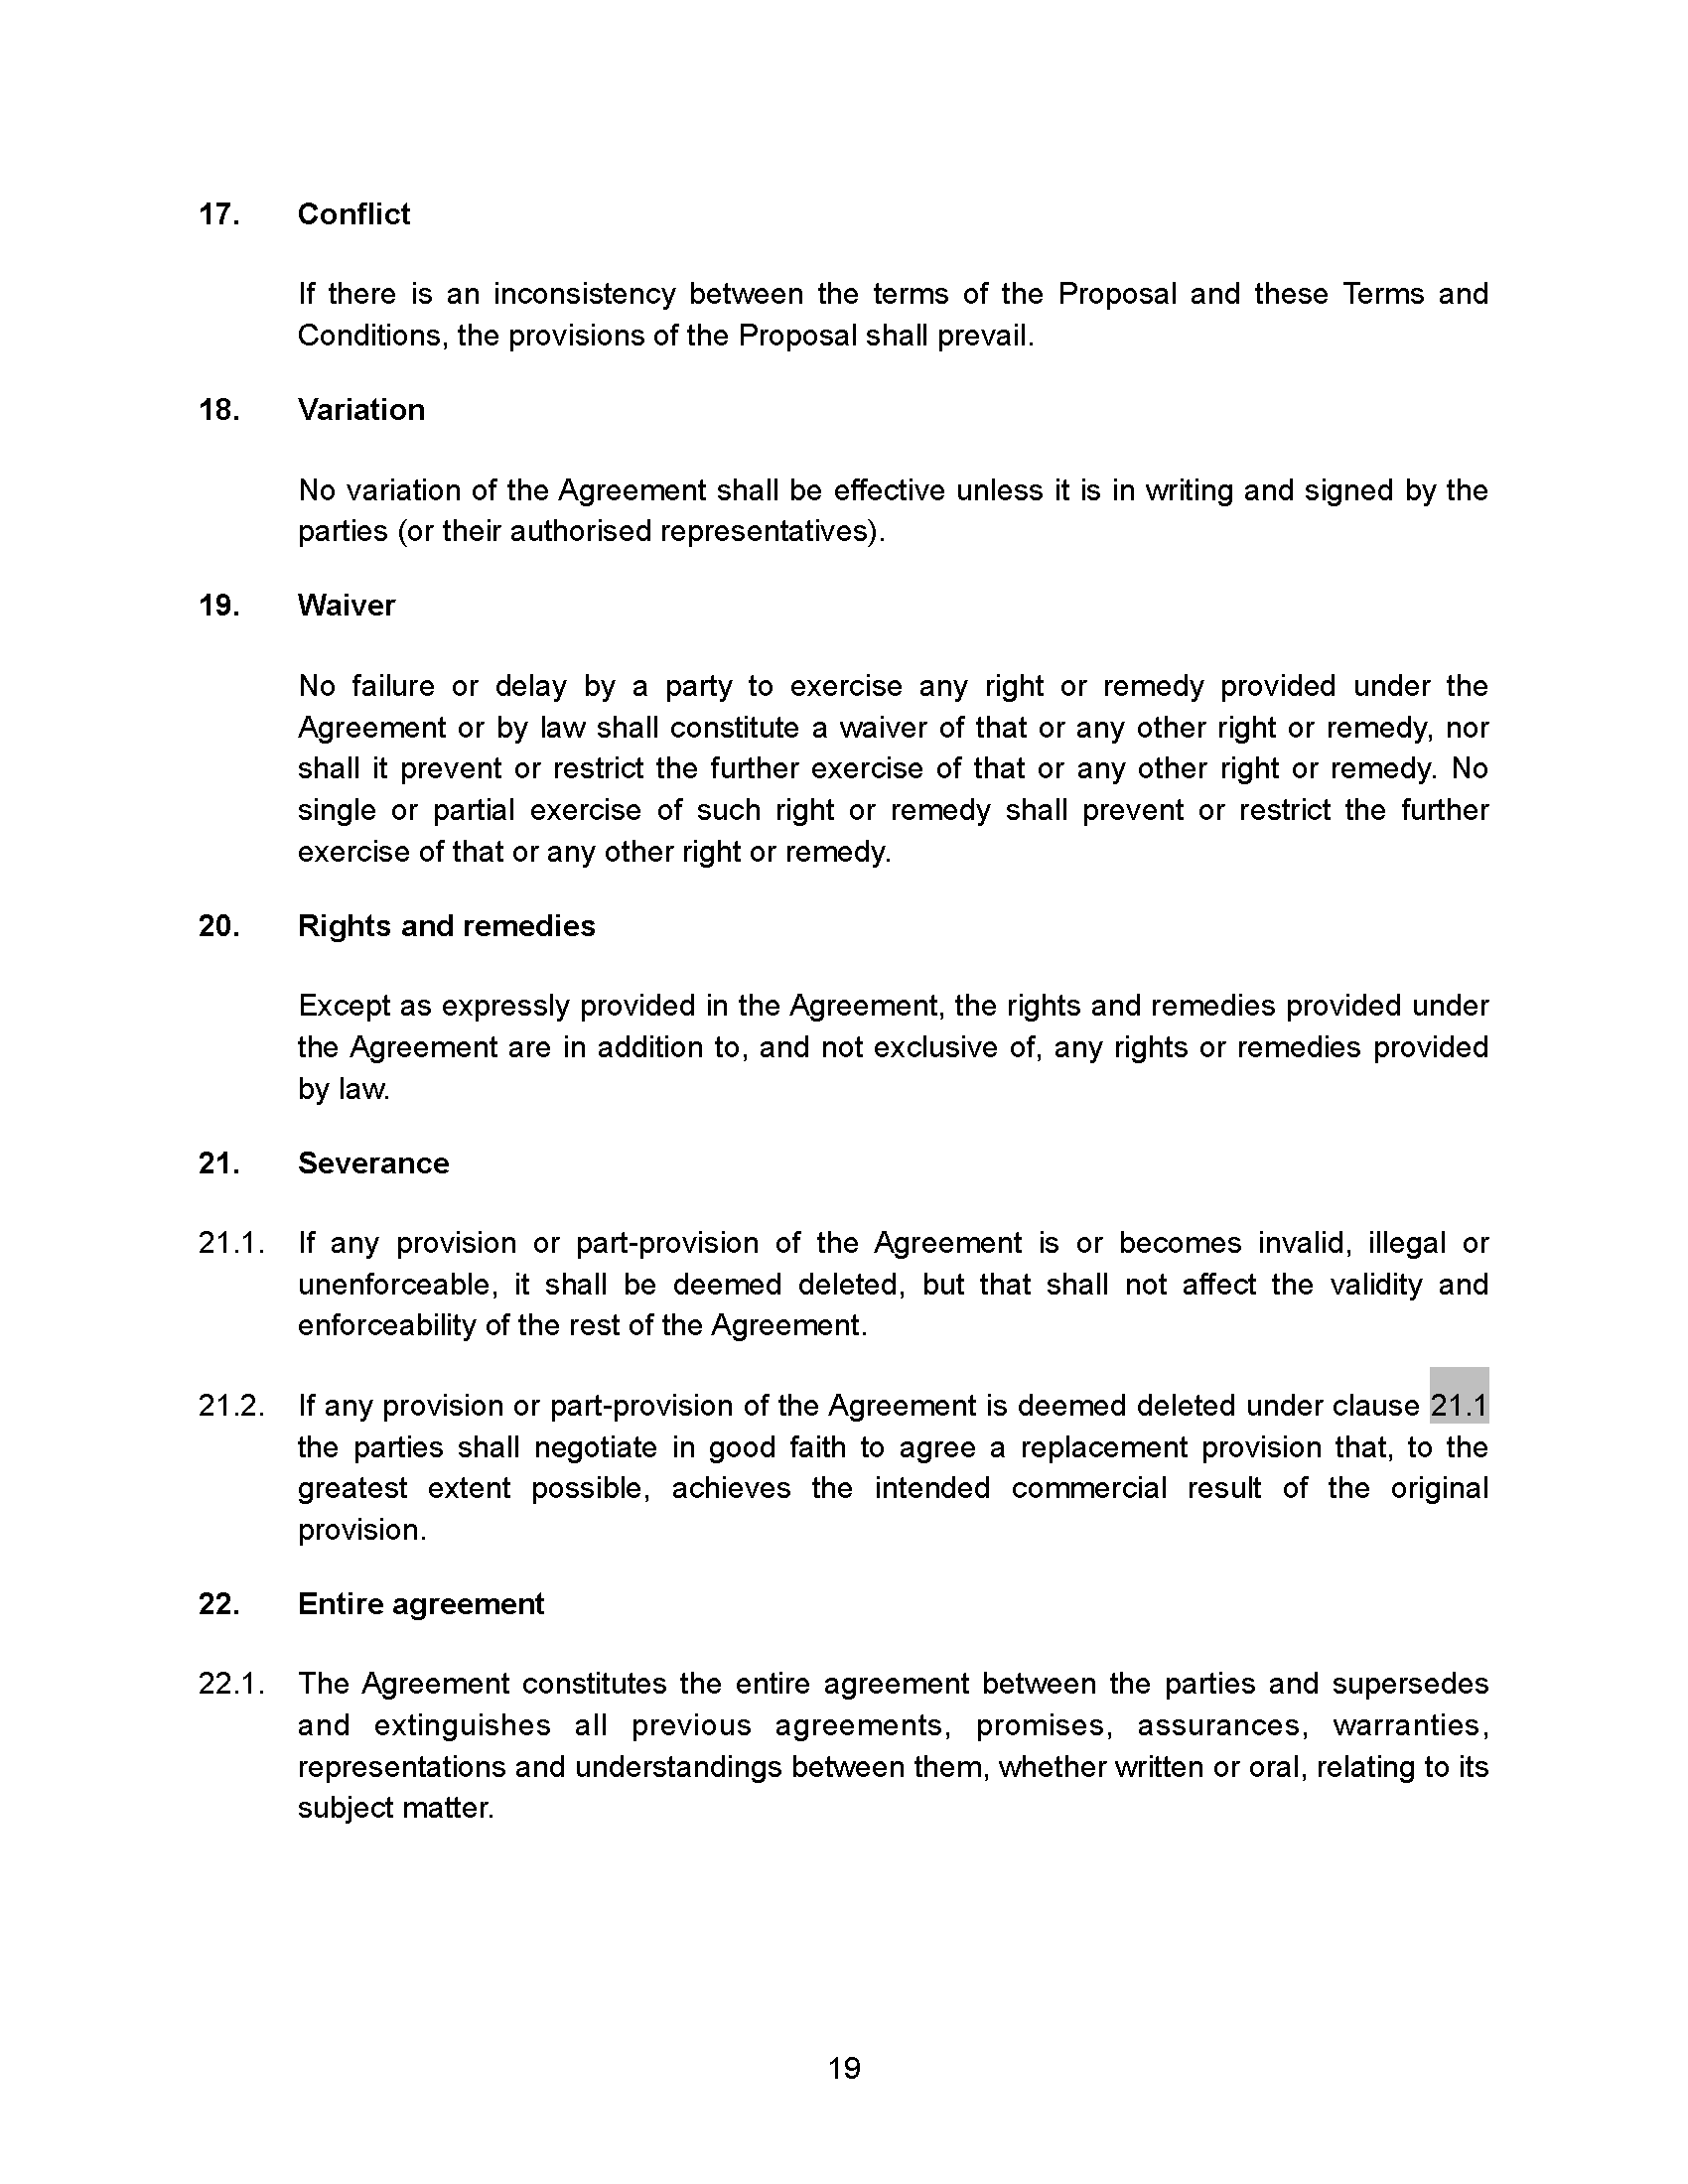 17. Conflict
If there is an inconsistency between the terms of the Proposal and these Terms and
Conditions, the provisions of the Proposal shall prevail.
18. Variation
No variation of the Agreement shall be effective unless it is in writing and signed by the
parties (or their authorised representatives).
19. Waiver
No failure or delay by a party to exercise any right or remedy provided under the
Agreement or by law shall constitute a waiver of that or any other right or remedy, nor
shall it prevent or restrict the further exercise of that or any other right or remedy. No
single or partial exercise of such right or remedy shall prevent or restrict the further
exercise of that or any other right or remedy.
20. Rights and remedies
Except as expressly provided in the Agreement, the rights and remedies provided under
the Agreement are in addition to, and not exclusive of, any rights or remedies provided
by law.
21. Severance
21.1. If any provision or part-provision of the Agreement is or becomes invalid, illegal or
unenforceable, it shall be deemed deleted, but that shall not affect the validity and
enforceability of the rest of the Agreement.
21.2. If any provision or part-provision of the Agreement is deemed deleted under clause 21.1
the parties shall negotiate in good faith to agree a replacement provision that, to the
greatest extent possible, achieves the intended commercial result of the original
provision.
22. Entire agreement
22.1. The Agreement constitutes the entire agreement between the parties and supersedes
and extinguishes all previous agreements, promises, assurances, warranties,
representations and understandings between them, whether written or oral, relating to its
subject matter.
19